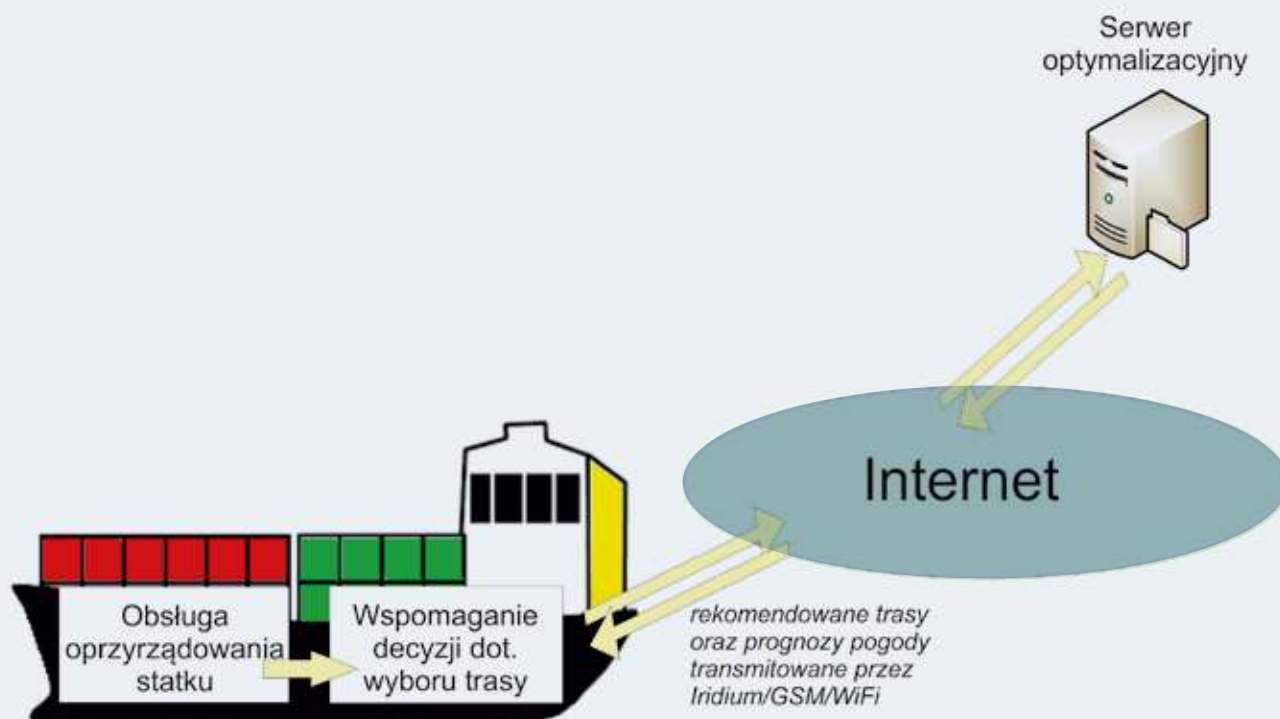 Serwer
optymalizacyjny
Internet
Obsługa
oprzyrządowania
statku
Wspomaganie
decyzji dot.
wyboru trasy
rekomendowane trasy
oraz prognozy pogody
transmitowane przez
Iridium/GSM/WiFi